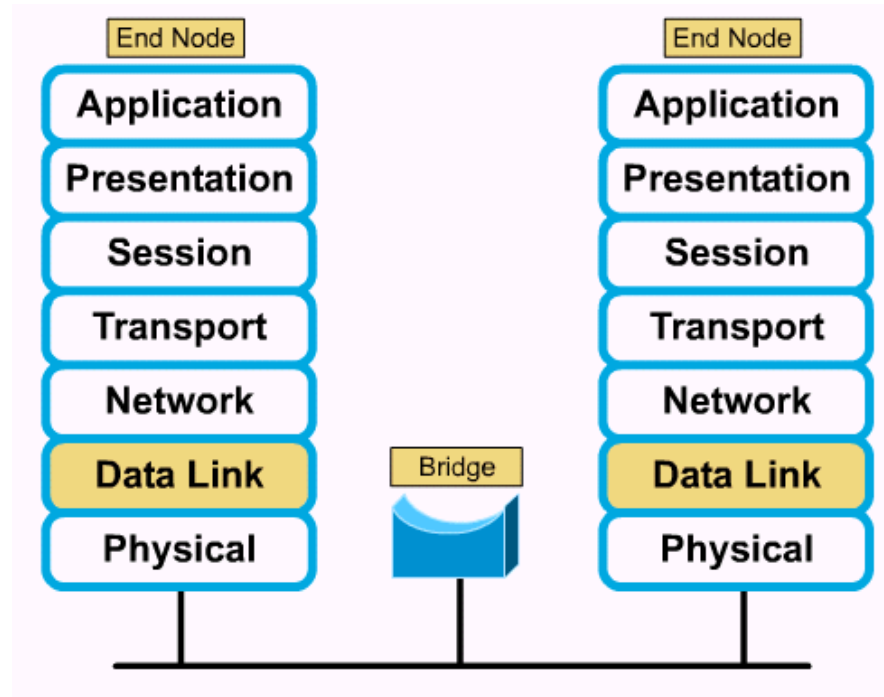 End Node
Application
Presentation
Session
Transport
Network
Data Link
Physical
Bridge
End Node
Application
Presentation
Session
Transport
Network
Data Link
Physical